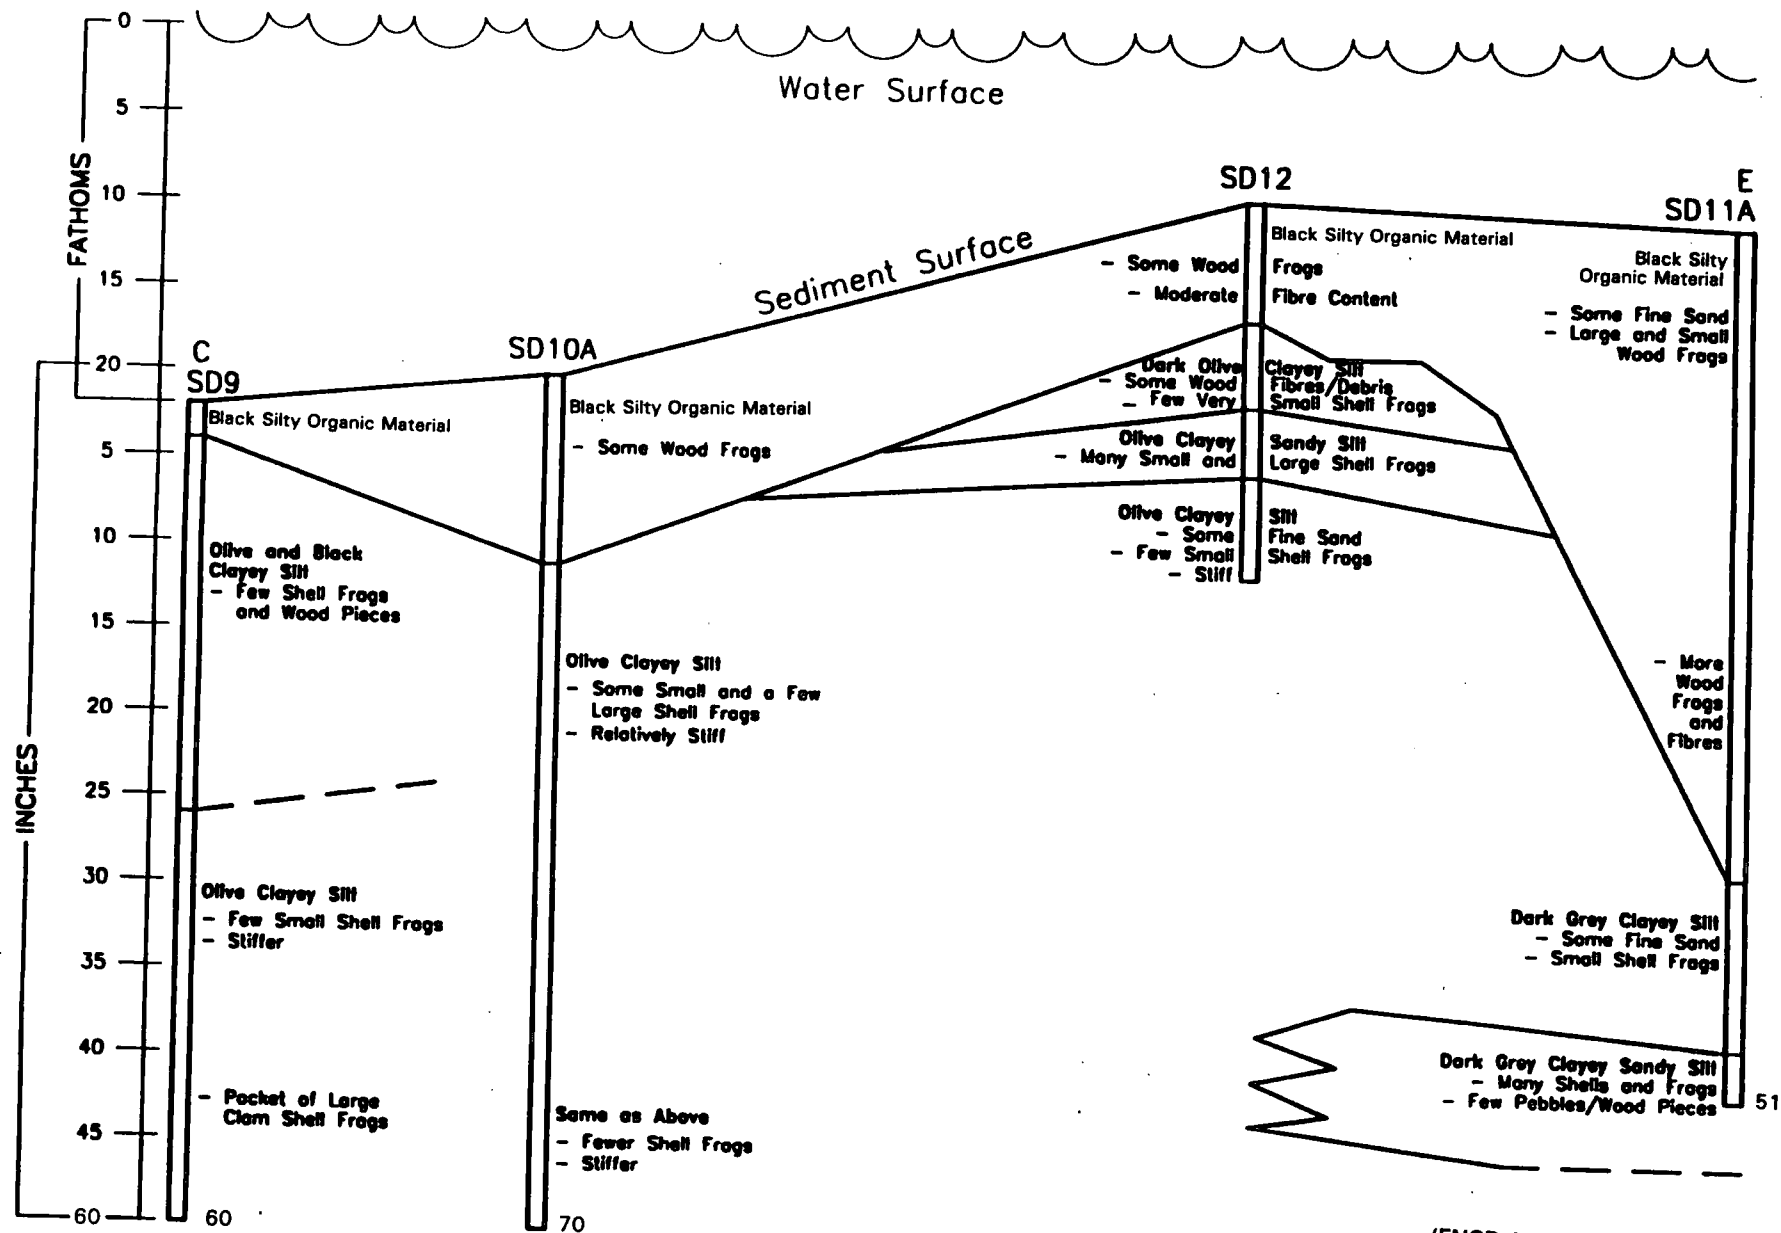 0
5
10
15
20
FATHOMS
5
10
15
20
25
30
35
40
45
60
INCHES
Water Surface
Sediment Surface
C
SD9
Black Silty Organic Material
Olive and Black
Clayey Silt
- Few Shell Frags
and Wood Pieces
Olive Clayey Silt
- Few Small Shell Frags
- Stiffer
- Pocket of Large
Clam Shell Frags
60
SD10A
Black Silty Organic Material
- Some Wood Frags
Olive Clayey Silt
- Some Small and a Few
Large Shell Frags
- Relatively Stiff
Same as Above
- Fewer Shell Frags
- Stiffer
70
SD12
Black Silty Organic Material
- Some Wood Frags
- Moderate Fibre Content
Dark Olive Clayey Silt
- Some Wood Fibres/Debris
- Few Very Small Shell Frags
Olive Clayey Sandy Silt
- Many Small and Large Shell Frags
Olive Clayey Silt
- Some Fine Sand
- Few Small Shell Frags
- Stiff
E
SD11A
Black Silty
Organic Material
- Some Fine Sand
- Large and Small
Wood Frags
- More
Wood
Frags
and
Fibres
Dark Grey Clayey Silt
- Some Fine Sand
- Small Shell Frags
Dark Grey Clayey Sandy Silt
- Many Shells and Frags
- Few Pebbles/Wood Pieces
51